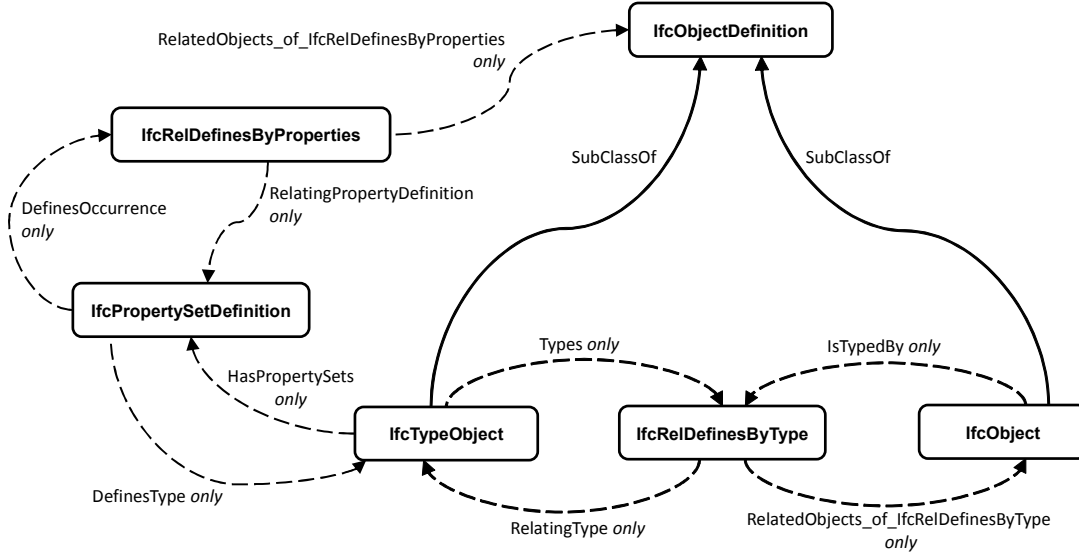 IfcObjectDefinition
RelatedObjects_of_IfcRelDefinesByProperties
only
IfcRelDefinesByProperties
SubClassOf
SubClassOf
DefinesOccurrence
only
RelatingPropertyDefinition
only
IfcPropertySetDefinition
Types only
IsTypedBy only
HasPropertySets
only
IfcTypeObject
IfcRelDefinesByType
IfcObject
DefinesType only
RelatingType only
RelatedObjects_of_IfcRelDefinesByType
only